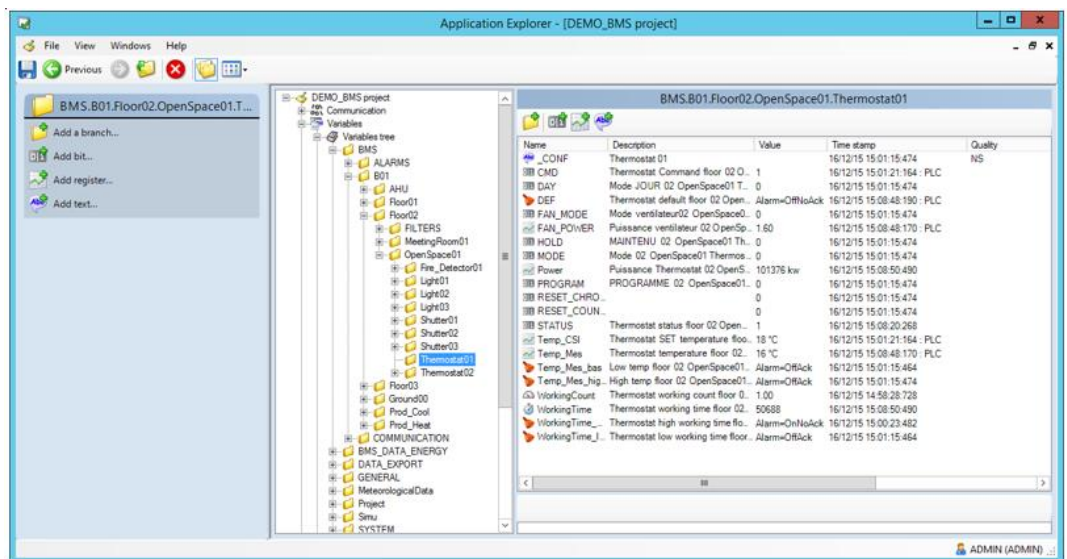 Application Explorer - [DEMO_BMS project]
File View Windows Help
Previous
BMS.B01.Floor02.OpenSpace01.T...
Add a branch...
Add bit...
Add register...
Add text...
DEMO_BMS project
Communication
Variables
Variables tree
BMS
ALARMS
B01
AHU
Floor01
Floor02
FILTERS
MeetingRoom01
OpenSpace01
Fire_Detector01
Light01
Light02
Light03
Shutter01
Shutter02
Shutter03
Thermostat01
Thermostat02
Floor03
Ground00
Prod_Cool
Prod_Heat
COMMUNICATION
BMS_DATA_ENERGY
DATA_EXPORT
GENERAL
MeteorologicalData
Project
Simu
SYSTEM
BMS.B01.Floor02.OpenSpace01.Thermostat01
Name Description Value Time stamp Quality
_CONF Thermostat 01 16/12/15 15:01:15:474 NS
CMD Thermostat Command floor 02 O... 1 16/12/15 15:01:21:164 : PLC
DAY Mode JOUR 02 OpenSpace01 T... 0 16/12/15 15:01:15:474
DEF Thermostat default floor 02 Open... Alarm=OffNoAck 16/12/15 15:08:48:190 : PLC
FAN_MODE Mode ventilateur02 OpenSpace0... 0 16/12/15 15:01:15:474
FAN_POWER Puissance ventilateur 02 OpenSp... 1.60 16/12/15 15:08:48:170 : PLC
HOLD MAINTENU 02 OpenSpace01 Th... 0 16/12/15 15:01:15:474
MODE Mode 02 OpenSpace01 Thermos... 0 16/12/15 15:01:15:474
Power Puissance Thermostat 02 OpenS... 101376 kw 16/12/15 15:08:50:490
PROGRAM PROGRAMME 02 OpenSpace01... 0 16/12/15 15:01:15:474
RESET_CHRO... 0 16/12/15 15:01:15:474
RESET_COUN... 0 16/12/15 15:01:15:474
STATUS Thermostat status floor 02 Open... 1 16/12/15 15:08:20:268
Temp_CSI Thermostat SET temperature floo... 18 °C 16/12/15 15:01:21:164 : PLC
Temp_Mes Thermostat temperature floor 02... 16 °C 16/12/15 15:08:48:170 : PLC
Temp_Mes_bas Low temp floor 02 OpenSpace01... Alarm=OffAck 16/12/15 15:01:15:464
Temp_Mes_hig... High temp floor 02 OpenSpace01... Alarm=OffAck 16/12/15 15:01:15:474
WorkingCount Thermostat working count floor 0... 1.00 16/12/15 14:58:28:728
WorkingTime Thermostat working time floor 02... 50688 16/12/15 15:08:50:490
WorkingTime_... Thermostat high working time flo... Alarm=OnNoAck 16/12/15 15:00:23:482
WorkingTime_l... Thermostat low working time floor... Alarm=OffAck 16/12/15 15:01:15:464
ADMIN (ADMIN)